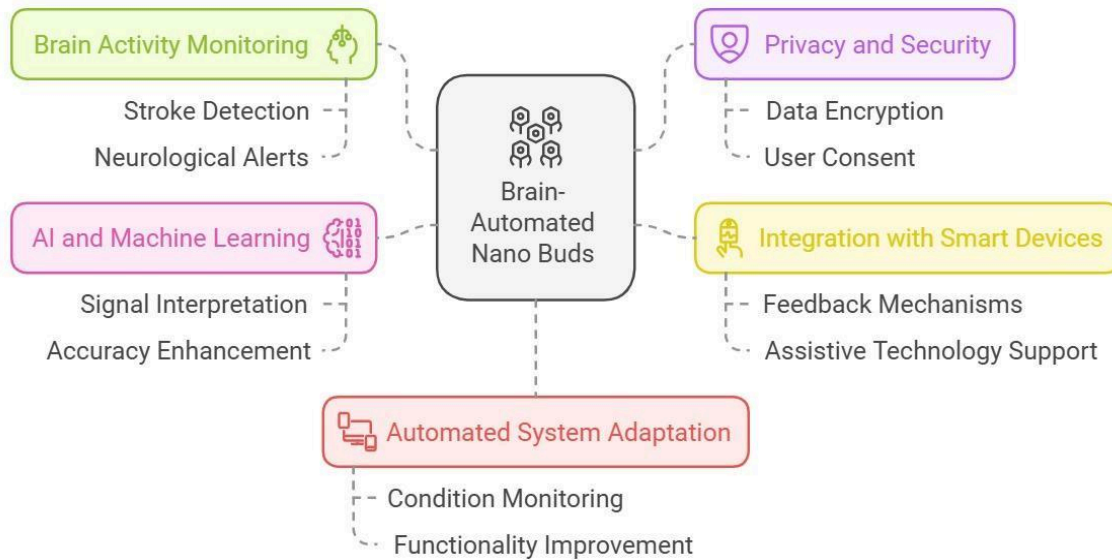 Brain Activity Monitoring
Stroke Detection
Neurological Alerts
AI and Machine Learning
Signal Interpretation
Accuracy Enhancement
Brain-
Automated
Nano Buds
Privacy and Security
Data Encryption
User Consent
Integration with Smart Devices
Feedback Mechanisms
Assistive Technology Support
Automated System Adaptation
Condition Monitoring
Functionality Improvement